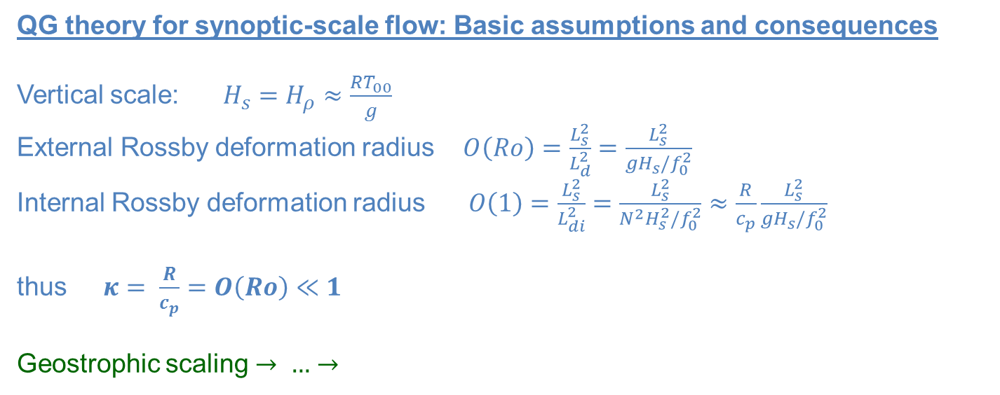 QG theory for synoptic-scale flow: Basic assumptions and consequences
Vertical scale: $H_s = H_\rho \approx \frac{RT_{00}}{g}$
External Rossby deformation radius $O(Ro) = \frac{L_s^2}{L_d^2} = \frac{L_s^2}{gH_s/f_0^2}$
Internal Rossby deformation radius $O(1) = \frac{L_s^2}{L_{di}^2} = \frac{L_s^2}{N^2H_s^2/f_0^2} \approx \frac{R}{c_p} \frac{L_s^2}{gH_s/f_0^2}$
thus $\boldsymbol{\kappa = \frac{R}{c_p} = O(Ro) \ll 1}$
Geostrophic scaling → ... →